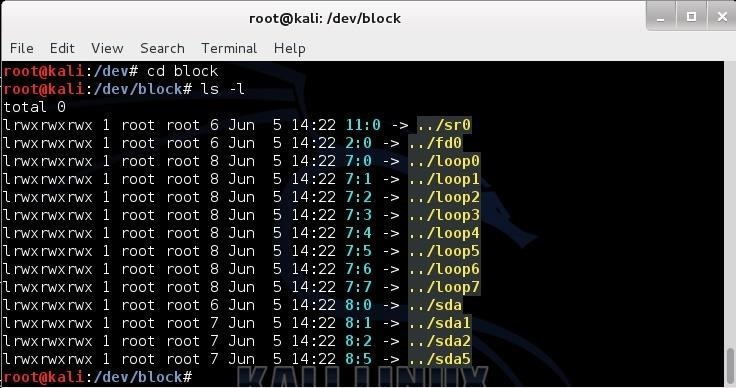 root@kali: /dev/block
File Edit View Search Terminal Help
root@kali:/dev# cd block
root@kali:/dev/block# ls -l
total 0
lrwxrwxrwx 1 root root 6 Jun  5 14:22 11:0 -> ../sr0
lrwxrwxrwx 1 root root 6 Jun  5 14:22 2:0 -> ../fd0
lrwxrwxrwx 1 root root 8 Jun  5 14:22 7:0 -> ../loop0
lrwxrwxrwx 1 root root 8 Jun  5 14:22 7:1 -> ../loop1
lrwxrwxrwx 1 root root 8 Jun  5 14:22 7:2 -> ../loop2
lrwxrwxrwx 1 root root 8 Jun  5 14:22 7:3 -> ../loop3
lrwxrwxrwx 1 root root 8 Jun  5 14:22 7:4 -> ../loop4
lrwxrwxrwx 1 root root 8 Jun  5 14:22 7:5 -> ../loop5
lrwxrwxrwx 1 root root 8 Jun  5 14:22 7:6 -> ../loop6
lrwxrwxrwx 1 root root 8 Jun  5 14:22 7:7 -> ../loop7
lrwxrwxrwx 1 root root 6 Jun  5 14:22 8:0 -> ../sda
lrwxrwxrwx 1 root root 7 Jun  5 14:22 8:1 -> ../sda1
lrwxrwxrwx 1 root root 7 Jun  5 14:22 8:2 -> ../sda2
lrwxrwxrwx 1 root root 7 Jun  5 14:22 8:5 -> ../sda5
root@kali:/dev/block#
KALI LINUX